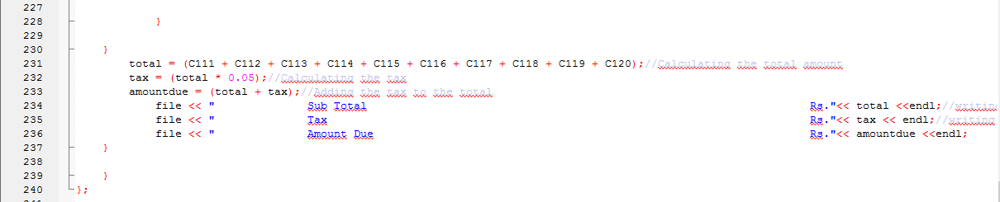 227
228 }
229
230 }
231 total = (C111 + C112 + C113 + C114 + C115 + C116 + C117 + C118 + C119 + C120);//Calculating the total amount
232 tax = (total * 0.05);//Calculating the tax
233 amountdue = (total + tax);//Adding the tax to the total
234 file << " Sub Total Rs."<< total <<endl;//writing
235 file << " Tax Rs."<< tax << endl;//writing
236 file << " Amount Due Rs."<< amountdue <<endl;
237 }
238
239 }
240 };